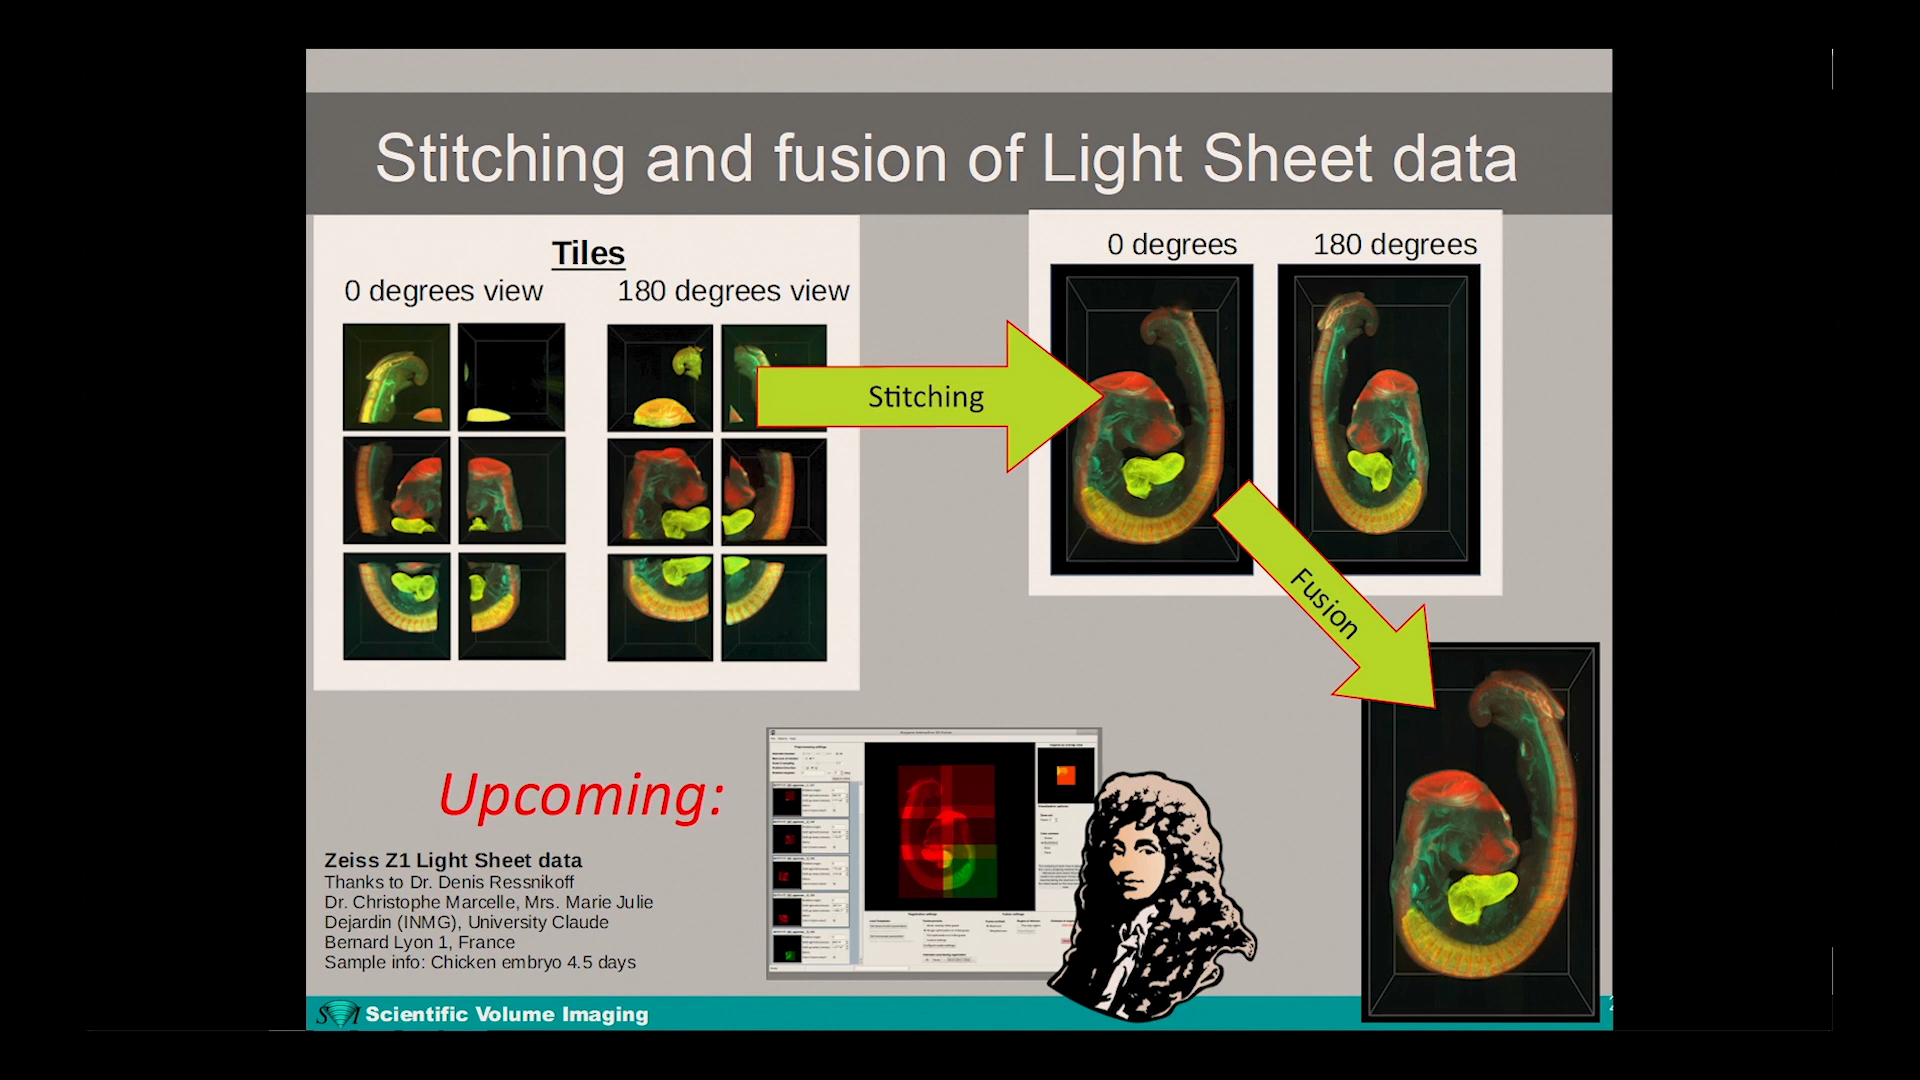 Stitching and fusion of Light Sheet data
Tiles
0 degrees view
180 degrees view
Stitching
0 degrees
180 degrees
Fusion
Upcoming:
Zeiss Z1 Light Sheet data
Thanks to Dr. Denis Ressnikoff
Dr. Christophe Marcelle, Mrs. Marie Julie
Dejardin (INMG), University Claude
Bernard Lyon 1, France
Sample info: Chicken embryo 4.5 days
SVI Scientific Volume Imaging